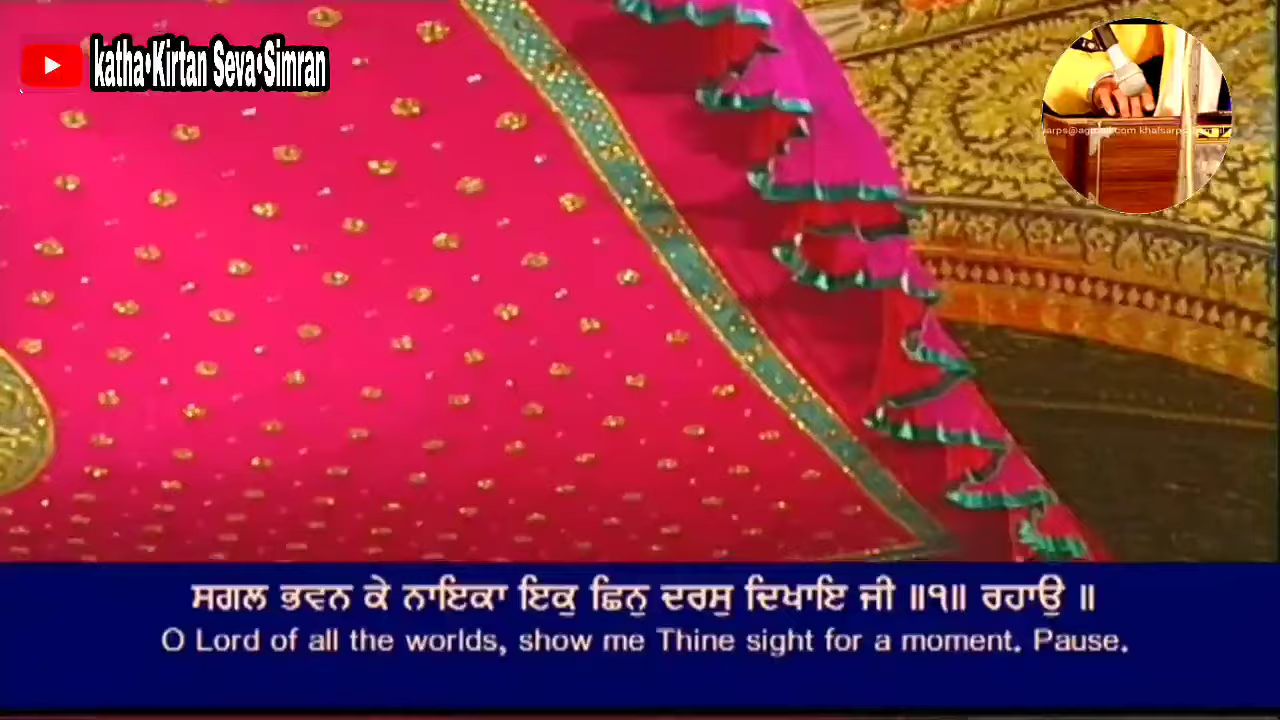 katha•Kirtan Seva•Simran
ਸਗਲ ਭਵਨ ਕੇ ਨਾਇਕਾ ਇਕੁ ਛਿਨੁ ਦਰਸੁ ਦਿਖਾਇ ਜੀ ॥੧॥ ਰਹਾਉ ॥
O Lord of all the worlds, show me Thine sight for a moment. Pause.